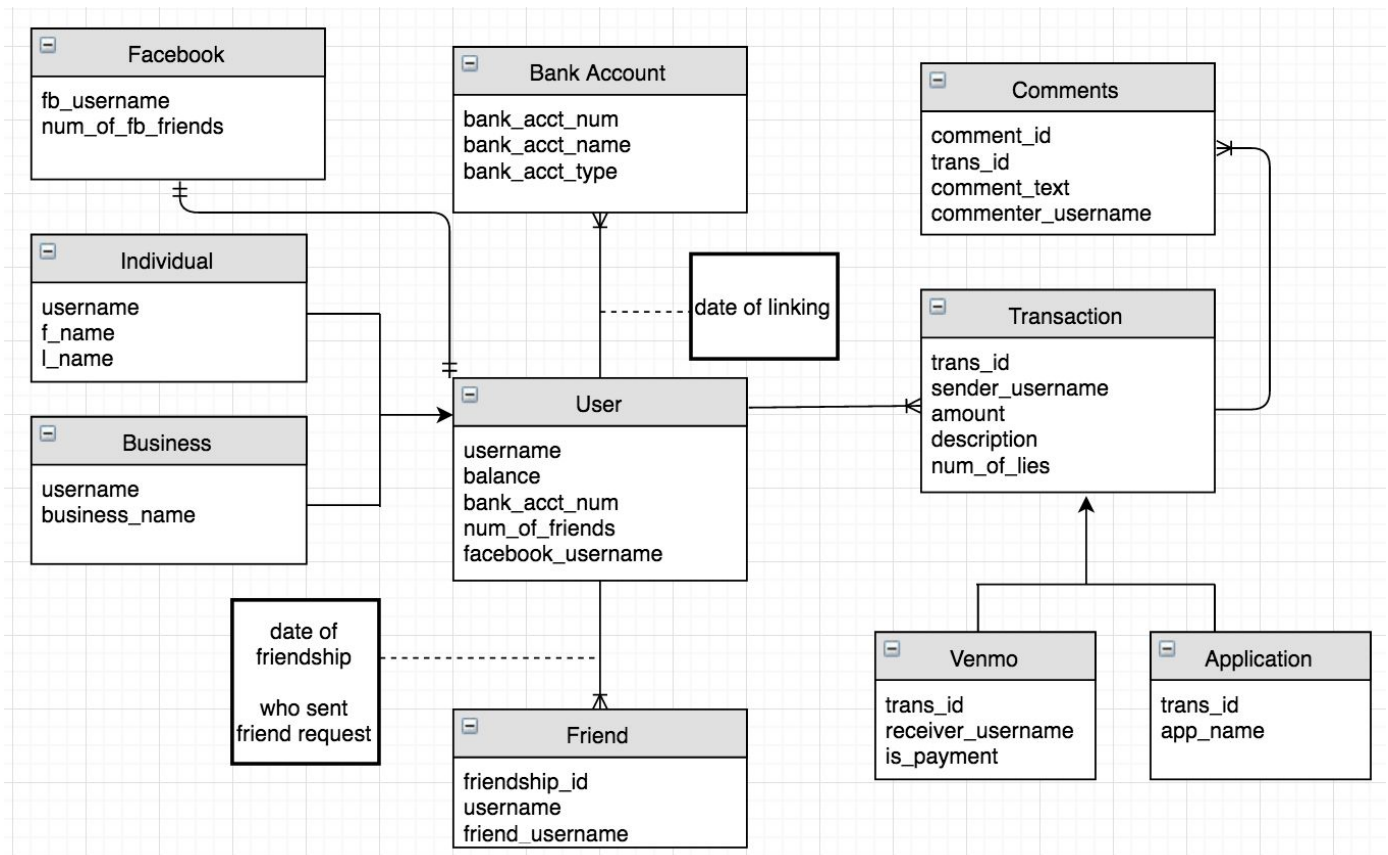 Facebook
fb_username
num_of_fb_friends
Bank Account
bank_acct_num
bank_acct_name
bank_acct_type
Comments
comment_id
trans_id
comment_text
commenter_username
Individual
username
f_name
l_name
date of linking
Transaction
trans_id
sender_username
amount
description
num_of_lies
Business
username
business_name
User
username
balance
bank_acct_num
num_of_friends
facebook_username
date of
friendship
who sent
friend request
Friend
friendship_id
username
friend_username
Venmo
trans_id
receiver_username
is_payment
Application
trans_id
app_name